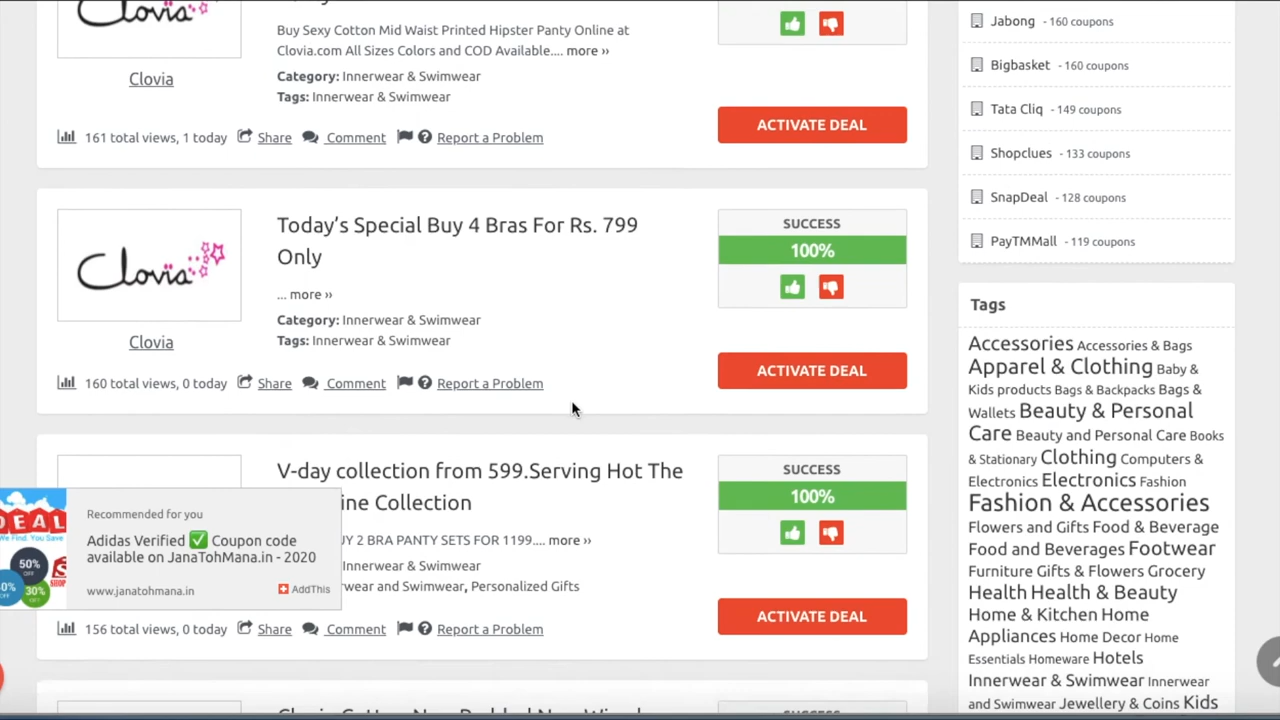 Clovia
Buy Sexy Cotton Mid Waist Printed Hipster Panty Online at
Clovia.com All Sizes Colors and COD Available.... more ››
Clovia
Category: Innerwear & Swimwear
Tags: Innerwear & Swimwear
161 total views, 1 today Share Comment Report a Problem
ACTIVATE DEAL
Clovia
Today’s Special Buy 4 Bras For Rs. 799
Only
... more ››
Category: Innerwear & Swimwear
Tags: Innerwear & Swimwear
Clovia
160 total views, 0 today Share Comment Report a Problem
SUCCESS
100%
ACTIVATE DEAL
V-day collection from 599.Serving Hot The
ine Collection
UY 2 BRA PANTY SETS FOR 1199.... more ››
Innerwear & Swimwear
wear and Swimwear, Personalized Gifts
156 total views, 0 today Share Comment Report a Problem
SUCCESS
100%
ACTIVATE DEAL
SUCCESS
DEAL
We Find. You Save
50%
OFF
30%
OFF
Recommended for you
Adidas Verified ✅ Coupon code
available on JanaTohMana.in - 2020
www.janatohmana.in
AddThis
Jabong - 160 coupons
Bigbasket - 160 coupons
Tata Cliq - 149 coupons
Shopclues - 133 coupons
SnapDeal - 128 coupons
PayTMMall - 119 coupons
Tags
Accessories Accessories & Bags
Apparel & Clothing Baby &
Kids products Bags & Backpacks Bags &
Wallets Beauty & Personal
Care Beauty and Personal Care Books
& Stationary Clothing Computers &
Electronics Electronics Fashion
Fashion & Accessories
Flowers and Gifts Food & Beverage
Food and Beverages Footwear
Furniture Gifts & Flowers Grocery
Health Health & Beauty
Home & Kitchen Home
Appliances Home Decor Home
Essentials Homeware Hotels
Innerwear & Swimwear Innerwear
and Swimwear Jewellery & Coins Kids